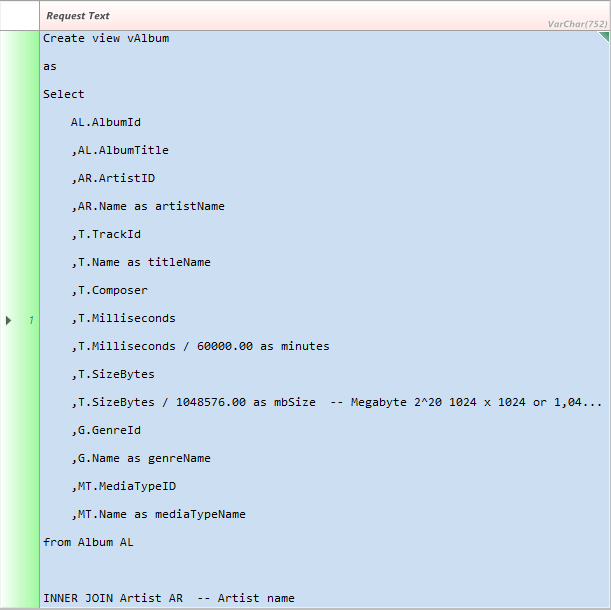 Request Text
VarChar(752)
Create view vAlbum
as
Select
AL.AlbumId
,AL.AlbumTitle
,AR.ArtistID
,AR.Name as artistName
,T.TrackId
,T.Name as titleName
,T.Composer
1 ,T.Milliseconds
,T.Milliseconds / 60000.00 as minutes
,T.SizeBytes
,T.SizeBytes / 1048576.00 as mbSize -- Megabyte 2^20 1024 x 1024 or 1,04...
,G.GenreId
,G.Name as genreName
,MT.MediaTypeID
,MT.Name as mediaTypeName
from Album AL
INNER JOIN Artist AR -- Artist name